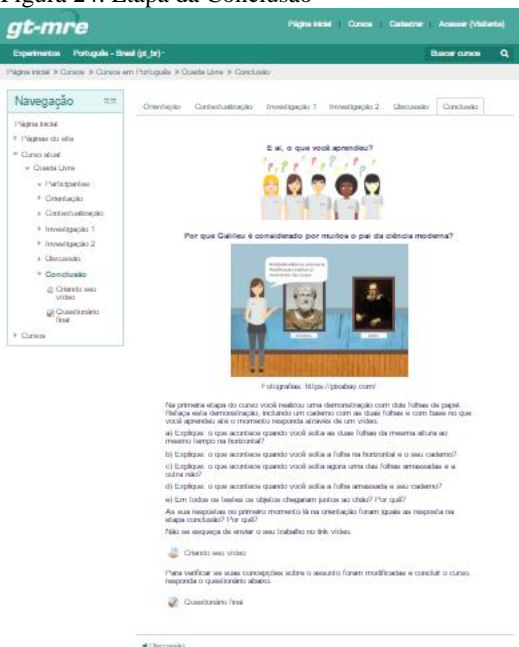 Figura 24: Etapa da Conclusão
gt-mre
Página inicial | Cursos | Cadastrar | Acessar (Visitante)
Experimentos Português - Brasil (pt_br)
Buscar cursos
Página inicial » Cursos » Cursos em Português » Queda Livre » Conclusão
Navegação
Página inicial
Páginas do site
Curso atual
Queda Livre
Participantes
Orientação
Contextualização
Investigação 1
Investigação 2
Discussão
Conclusão
Criando seu vídeo
Questionário final
Cursos
Orientação Contextualização Investigação 1 Investigação 2 Discussão Conclusão
E aí, o que você aprendeu?
Por que Galileu é considerado por muitos o pai da ciência moderna?
Fotografias: https://pixabay.com/
Na primeira etapa do curso você realizou uma demonstração com dois folhas de papel.
Refaça esta demonstração, incluindo um caderno com as duas folhas e com base no que
você aprendeu até o momento responda através de um vídeo.
a) Explique: o que acontece quando você solta as duas folhas da mesma altura ao
mesmo tempo na horizontal?
b) Explique: o que acontece quando você solta a folha na horizontal e o seu caderno?
c) Explique: o que acontece quando você solta agora uma das folhas amassadas e a
outra não?
d) Explique: o que acontece quando você solta a folha amassada e seu caderno?
e) Em todos os testes os objetos chegaram juntos ao chão? Por quê?
As sua respostas no primeiro momento lá na orientação foram iguais as resposta na
etapa conclusão? Por quê?
Não se esqueça de enviar o seu trabalho no link vídeo.
Criando seu vídeo
Para verificar se suas concepções sobre o assunto foram modificadas e concluir o curso,
responda o questionário abaixo.
Questionário final
Discussão